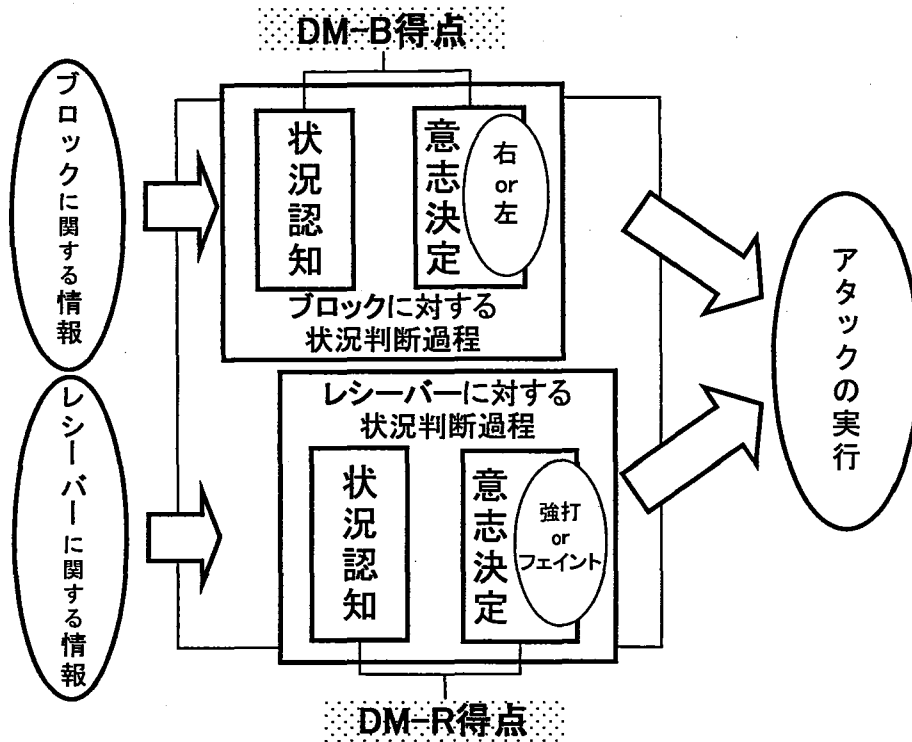 DM-B得点
ブロックに関する情報
状況認知
意志決定
右
or
左
ブロックに対する
状況判断過程
アタックの実行
レシーバーに関する情報
レシーバーに対する
状況判断過程
状況認知
意志決定
強打
or
フェイント
DM-R得点